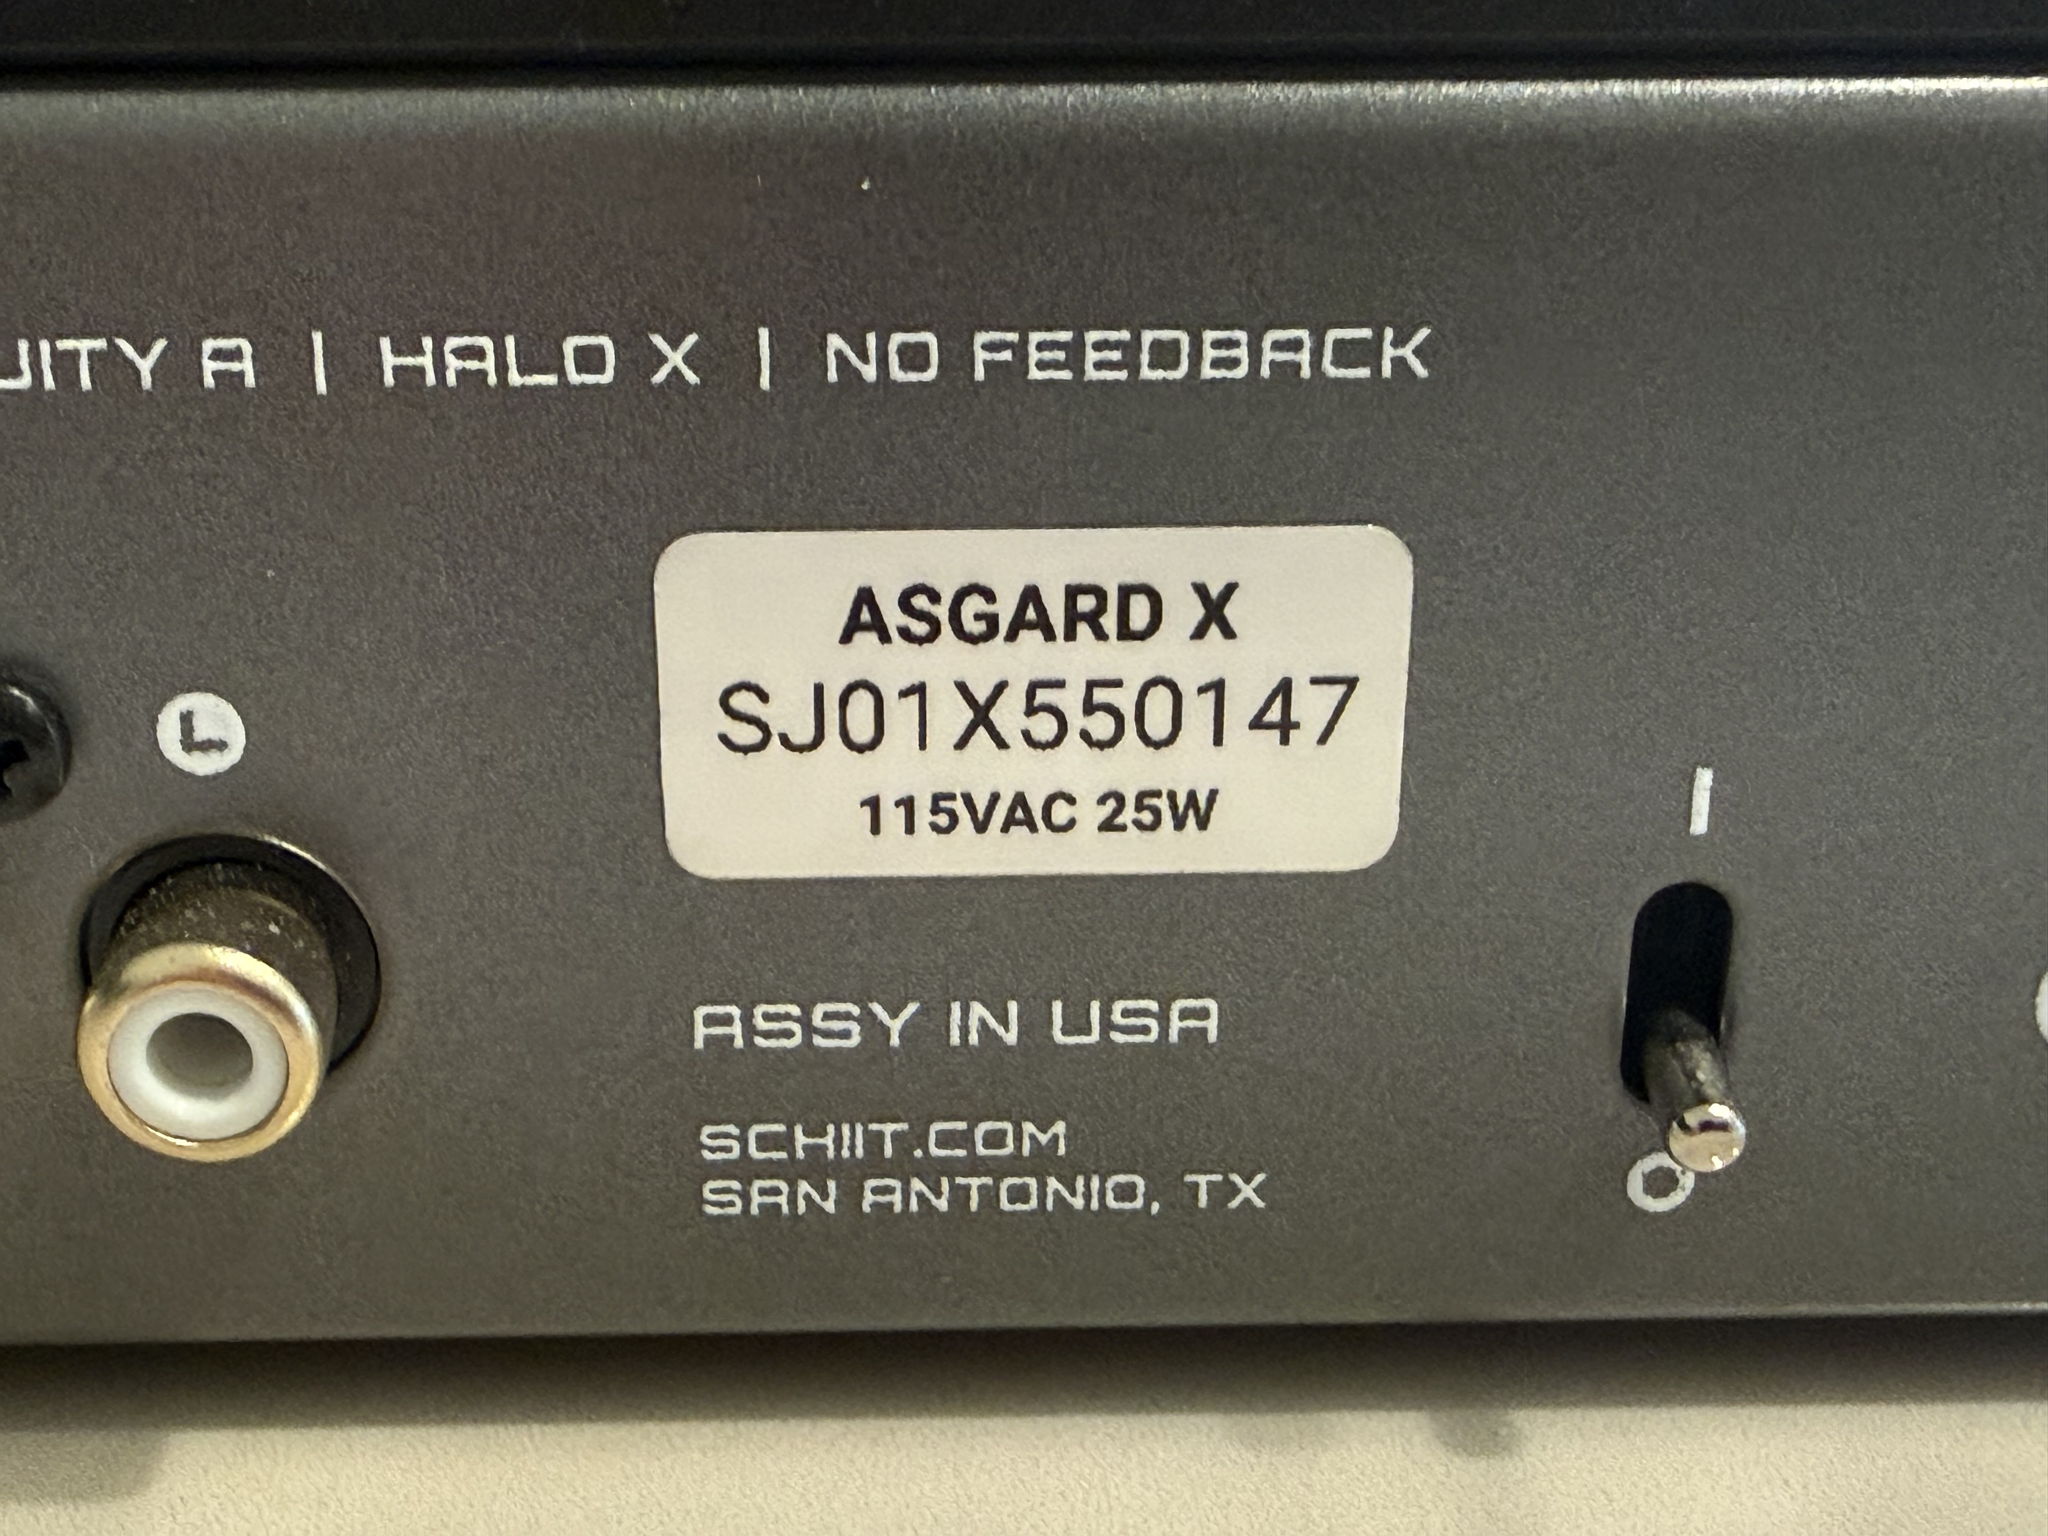 UITY A | HALO X | NO FEEDBACK
ASGARD X
SJ01X550147
115VAC 25W
L
ASSY IN USA
SCHIIT.COM
SAN ANTONIO, TX